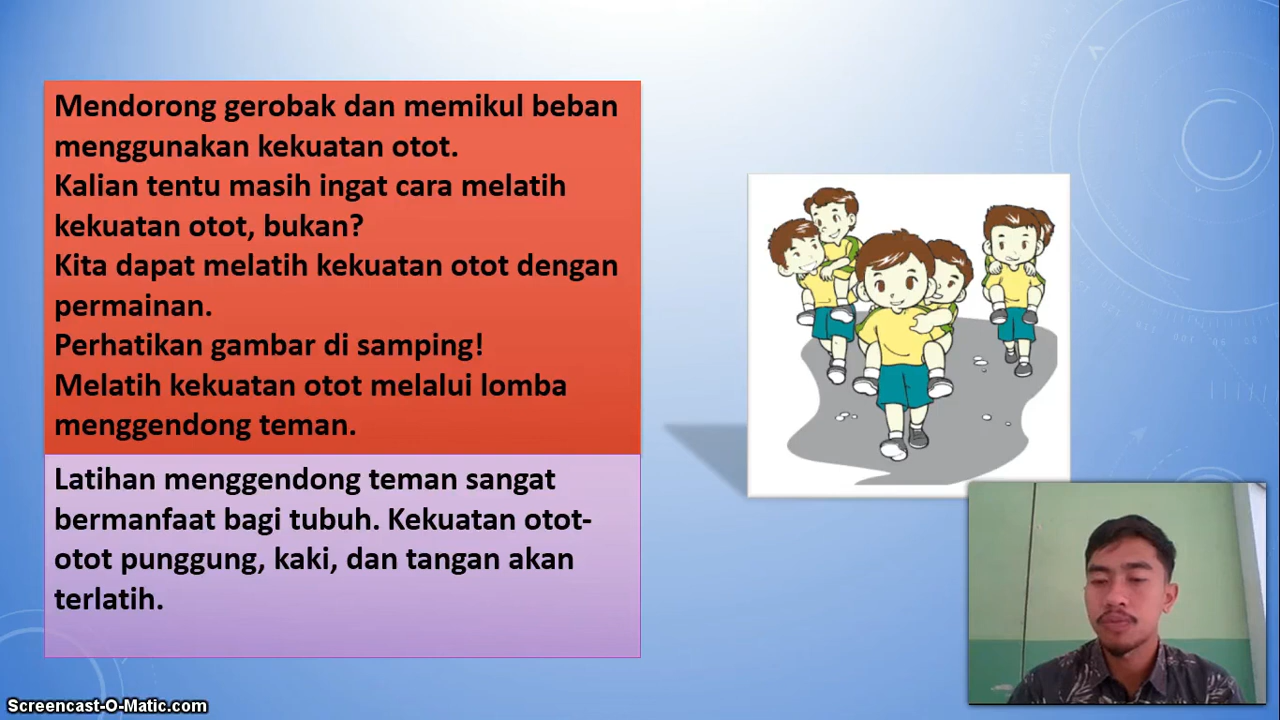 Mendorong gerobak dan memikul beban
menggunakan kekuatan otot.
Kalian tentu masih ingat cara melatih
kekuatan otot, bukan?
Kita dapat melatih kekuatan otot dengan
permainan.
Perhatikan gambar di samping!
Melatih kekuatan otot melalui lomba
menggendong teman.
Latihan menggendong teman sangat
bermanfaat bagi tubuh. Kekuatan otot-
otot punggung, kaki, dan tangan akan
terlatih.
Screencast-O-Matic.com